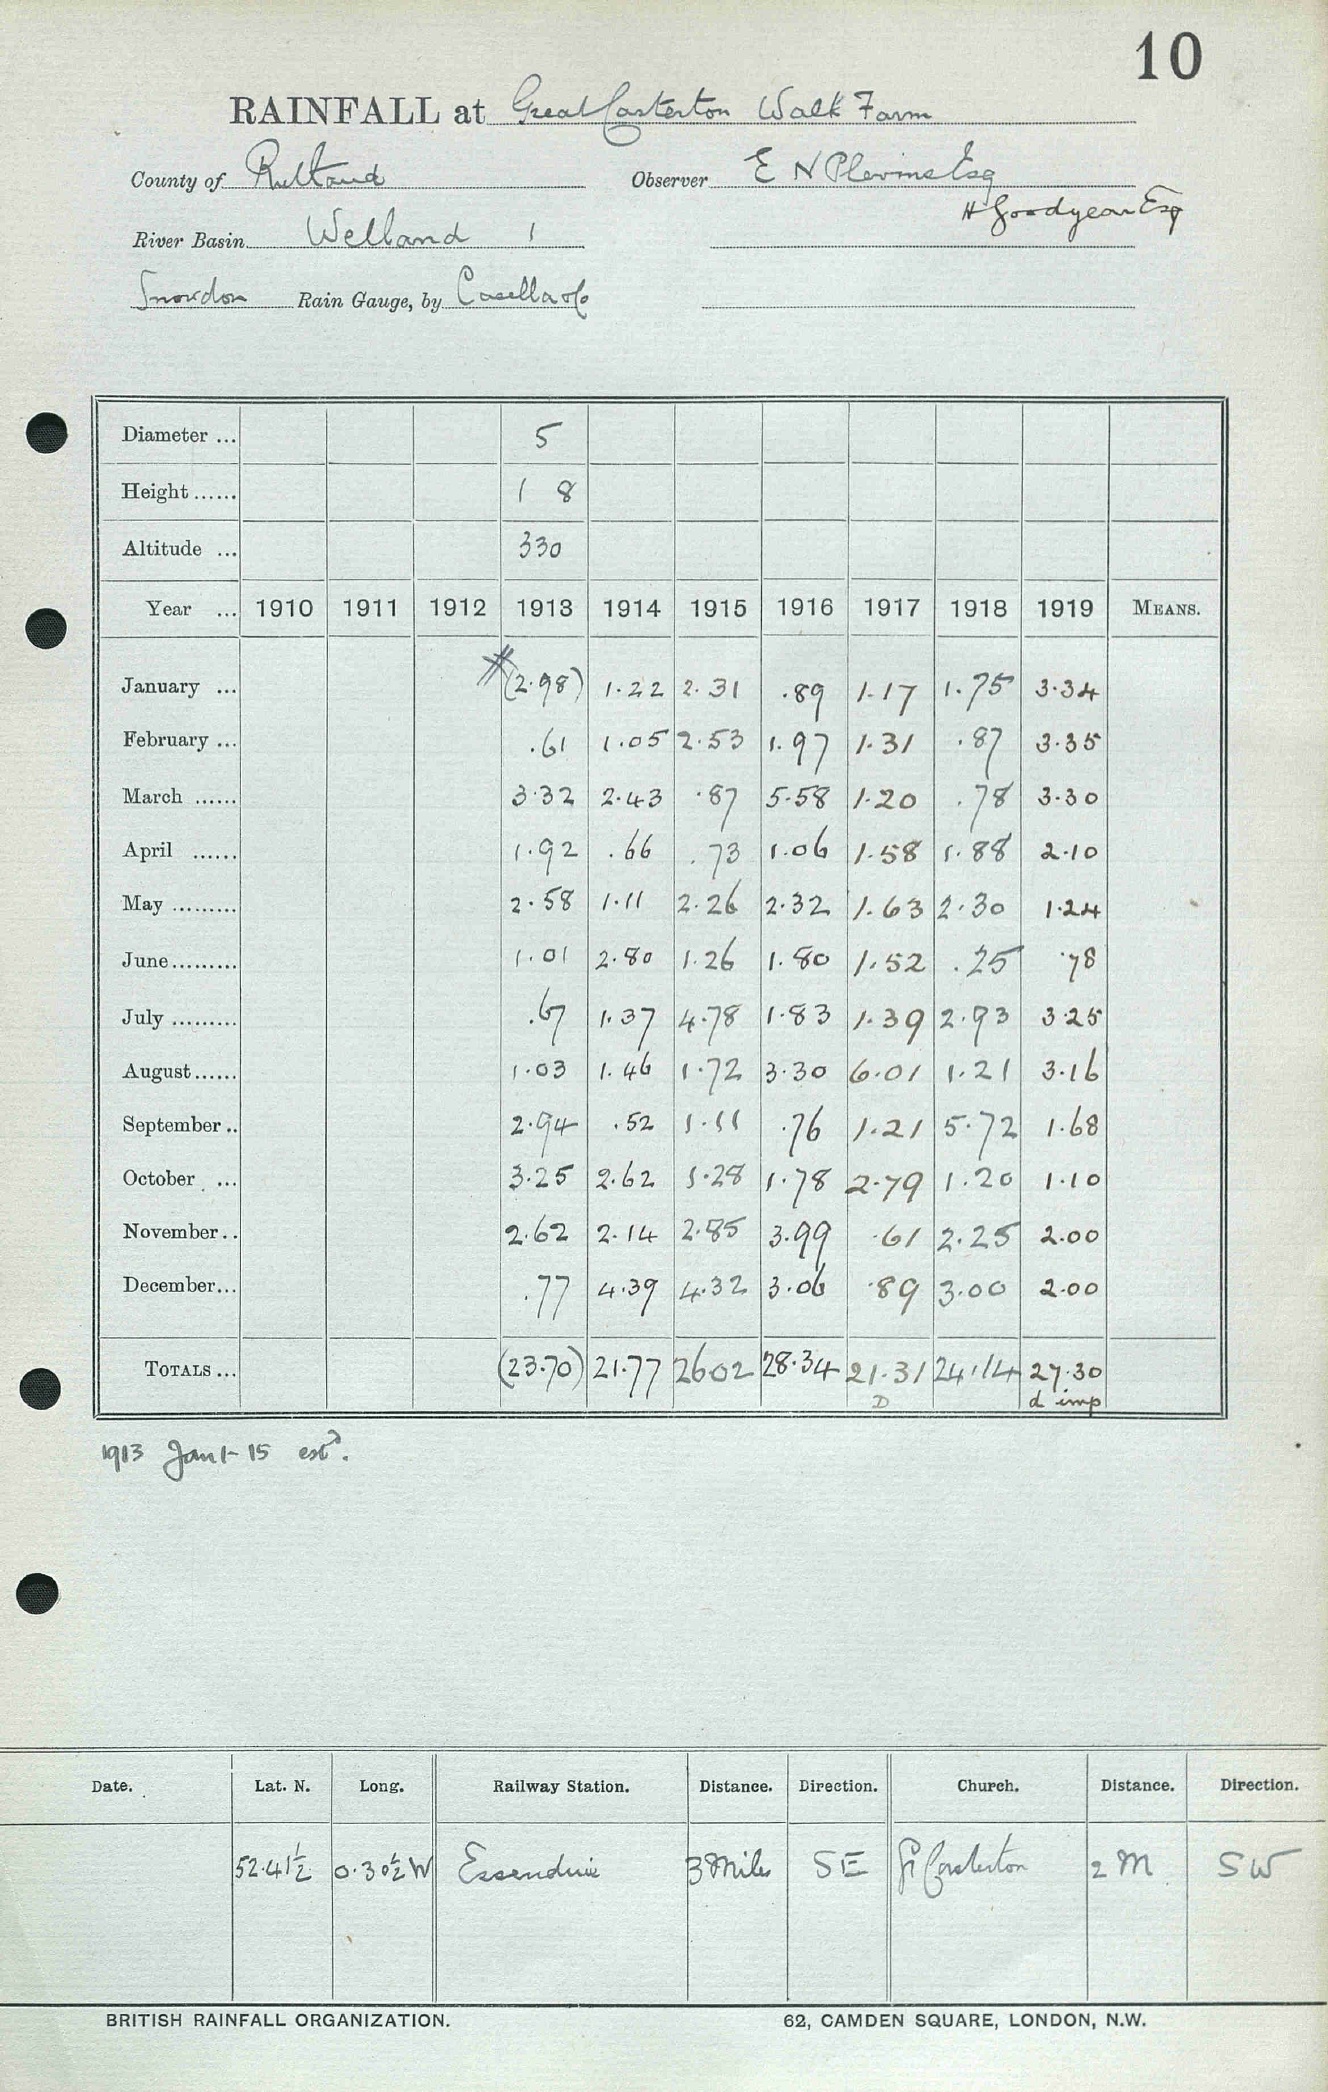 10
RAINFALL at Great Casterton Walk Farm
County of Rutland Observer E N Plevins Esq
H Goodyear Esq
River Basin Welland 1
Snowdon Rain Gauge, by Casella & Co
Diameter ... 5
Height ...... 1 8
Altitude ... 330
Year ... 1910 1911 1912 1913 1914 1915 1916 1917 1918 1919 MEANS.
January ... #(2.98) 1.22 2.31 .89 1.17 1.75 3.34
February ... .61 1.05 2.53 1.97 1.31 .87 3.35
March ...... 3.32 2.43 .87 5.58 1.20 .78 3.30
April ...... 1.92 .66 .73 1.06 1.58 1.88 2.10
May ......... 2.58 1.11 2.26 2.32 1.63 2.30 1.24
June......... 1.01 2.80 1.26 1.80 1.52 .25 .78
July ......... .67 1.37 4.78 1.83 1.39 2.93 3.25
August...... 1.03 1.46 1.72 3.30 6.01 1.21 3.16
September .. 2.94 .52 1.11 .76 1.21 5.72 1.68
October ... 3.25 2.62 1.28 1.78 2.79 1.20 1.10
November.. 2.62 2.14 2.85 3.99 .61 2.25 2.00
December... .77 4.39 4.32 3.06 .89 3.00 2.00
TOTALS ... (23.70) 21.77 26 02 28.34 21.31 24.14 27.30
D d imp
1913 Jan 1-15 estd.
Date. Lat. N. Long. Railway Station. Distance. Direction. Church. Distance. Direction.
52.41½ 0.30½ W Essendine 3 Miles SE Gt Casterton 2 M SW
BRITISH RAINFALL ORGANIZATION. 62, CAMDEN SQUARE, LONDON, N.W.